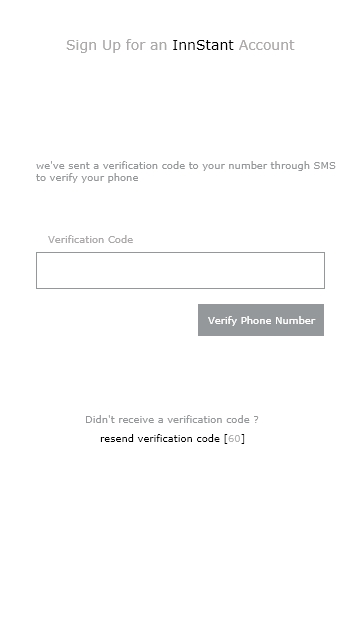 Sign Up for an InnStant Account
we've sent a verification code to your number through SMS
to verify your phone
Verification Code
Verify Phone Number
Didn't receive a verification code ?
resend verification code [60]